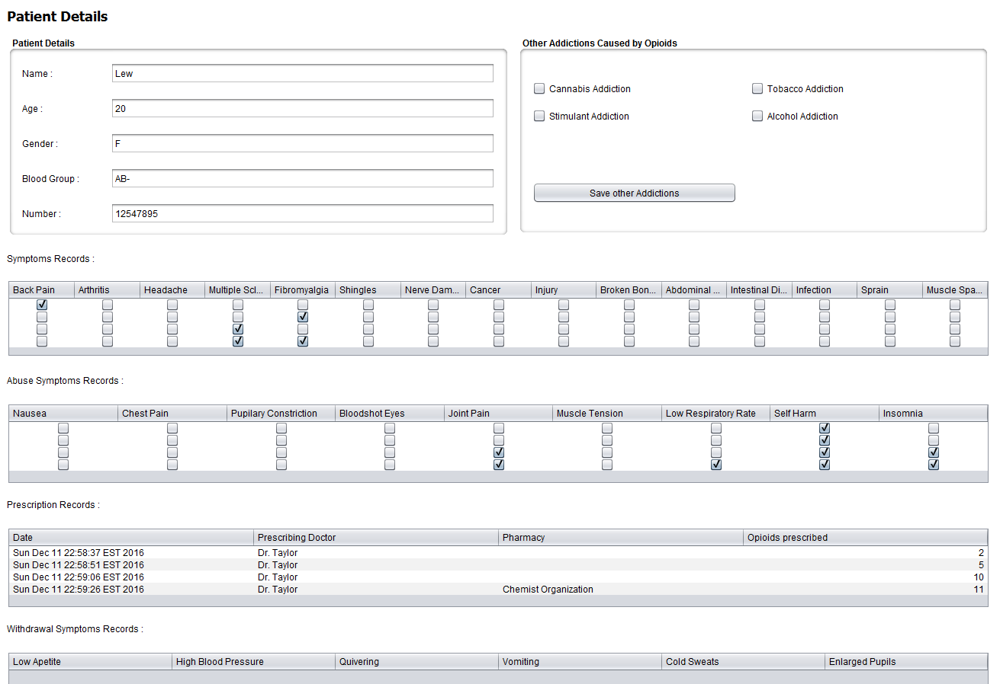 Patient Details
Patient Details
Name :
Lew
Age :
20
Gender :
F
Blood Group :
AB-
Number :
12547895
Other Addictions Caused by Opioids
Cannabis Addiction
Tobacco Addiction
Stimulant Addiction
Alcohol Addiction
Save other Addictions
Symptoms Records :
Back Pain Arthritis Headache Multiple Scl... Fibromyalgia Shingles Nerve Dam... Cancer Injury Broken Bon... Abdominal ... Intestinal Di... Infection Sprain Muscle Spa...
Abuse Symptoms Records :
Nausea Chest Pain Pupilary Constriction Bloodshot Eyes Joint Pain Muscle Tension Low Respiratory Rate Self Harm Insomnia
Prescription Records :
Date Prescribing Doctor Pharmacy Opioids prescribed
Sun Dec 11 22:58:37 EST 2016 Dr. Taylor 2
Sun Dec 11 22:58:51 EST 2016 Dr. Taylor 5
Sun Dec 11 22:59:06 EST 2016 Dr. Taylor 10
Sun Dec 11 22:59:26 EST 2016 Dr. Taylor Chemist Organization 11
Withdrawal Symptoms Records :
Low Apetite High Blood Pressure Quivering Vomiting Cold Sweats Enlarged Pupils